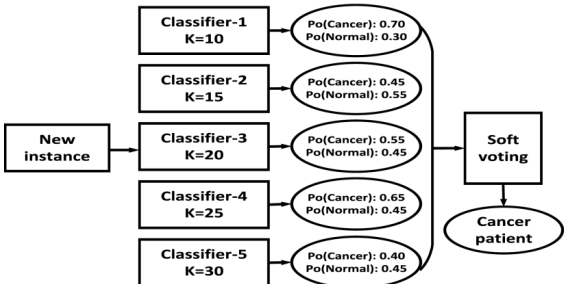 Classifier-1
K=10
Po(Cancer): 0.70
Po(Normal): 0.30
Classifier-2
K=15
Po(Cancer): 0.45
Po(Normal): 0.55
New
instance
Classifier-3
K=20
Po(Cancer): 0.55
Po(Normal): 0.45
Soft
voting
Classifier-4
K=25
Po(Cancer): 0.65
Po(Normal): 0.45
Cancer
patient
Classifier-5
K=30
Po(Cancer): 0.40
Po(Normal): 0.45